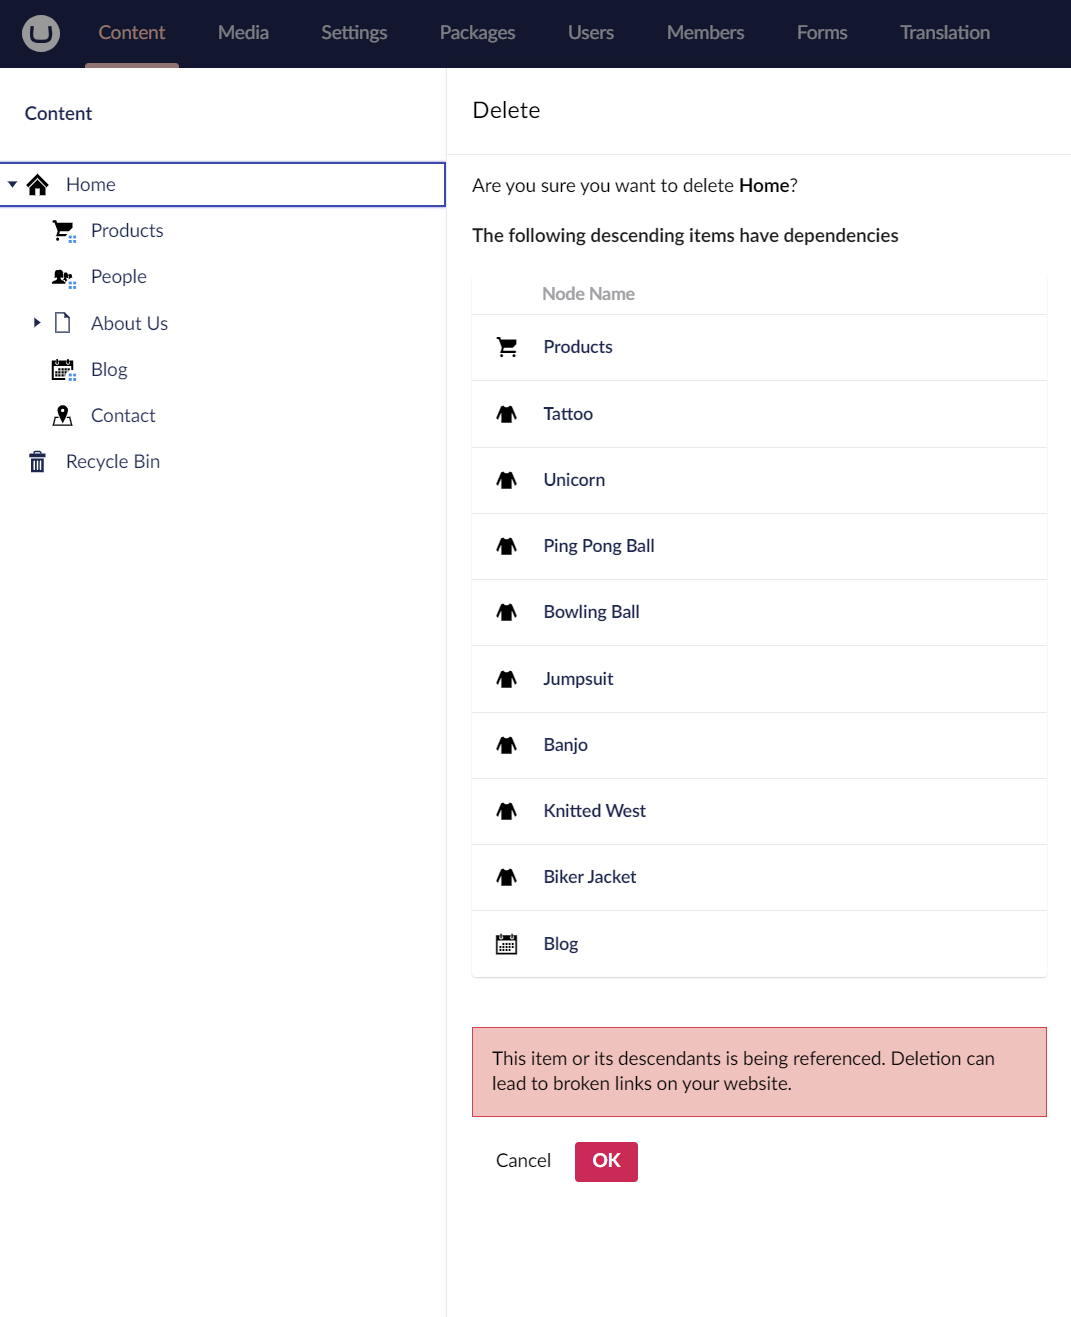 Content Media Settings Packages Users Members Forms Translation
Content
Home
Products
People
About Us
Blog
Contact
Recycle Bin
Delete
Are you sure you want to delete Home?
The following descending items have dependencies
Node Name
Products
Tattoo
Unicorn
Ping Pong Ball
Bowling Ball
Jumpsuit
Banjo
Knitted West
Biker Jacket
Blog
This item or its descendants is being referenced. Deletion can
lead to broken links on your website.
Cancel OK